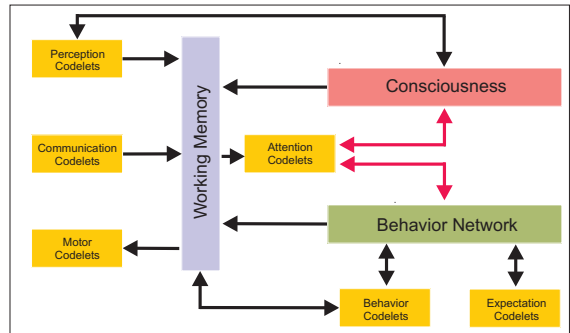 Perception
Codelets
Consciousness
Working Memory
Communication
Codelets
Attention
Codelets
Motor
Codelets
Behavior Network
Behavior
Codelets
Expectation
Codelets